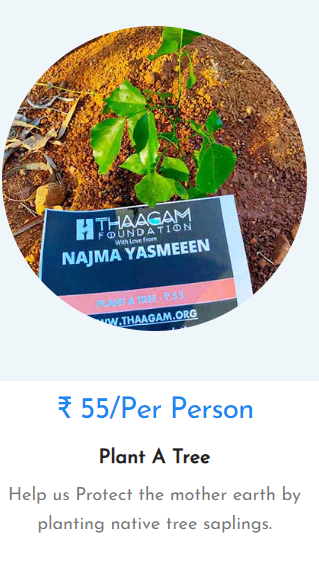 THAAGAM
FOUNDATION
With Love From
NAJMA YASMEEEN
PLANT A TREE - ₹ 55
WWW.THAAGAM.ORG
₹ 55/Per Person
Plant A Tree
Help us Protect the mother earth by
planting native tree saplings.